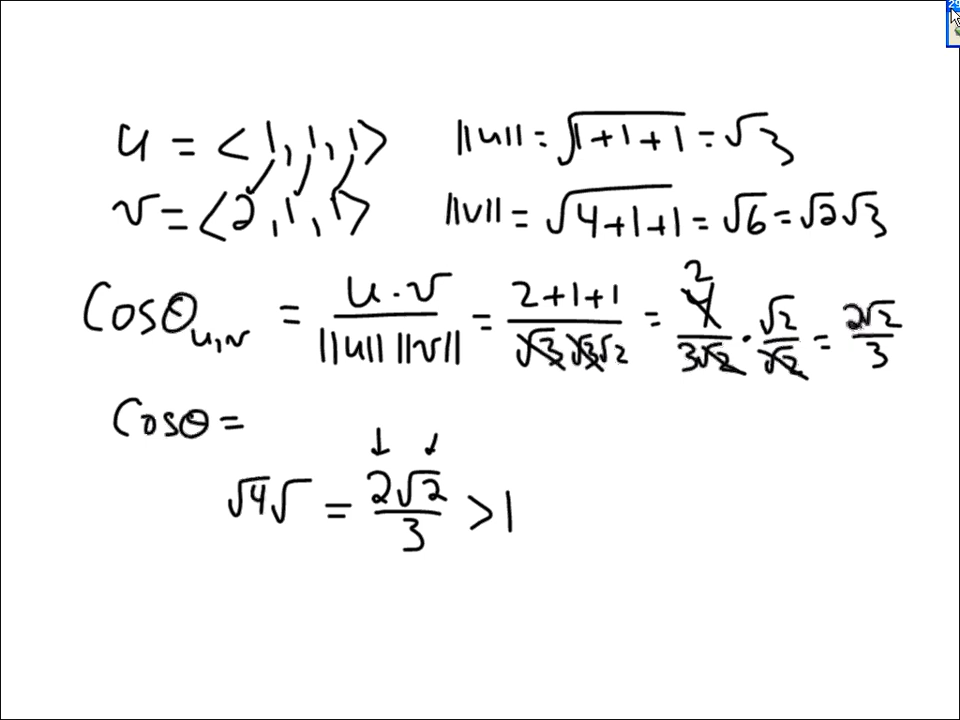 u = <1, 1, 1> ||u|| = √1+1+1 = √3
v = <2, 1, 1> ||v|| = √4+1+1 = √6 = √2√3
Cosθu,v = u · v / ||u|| ||v|| = 2+1+1 / √3√3√2 = 4 2 / 3√2 · √2 / √2 = 2√2 / 3
Cosθ =
↓ ↓
√4√ = 2√2 / 3 > 1